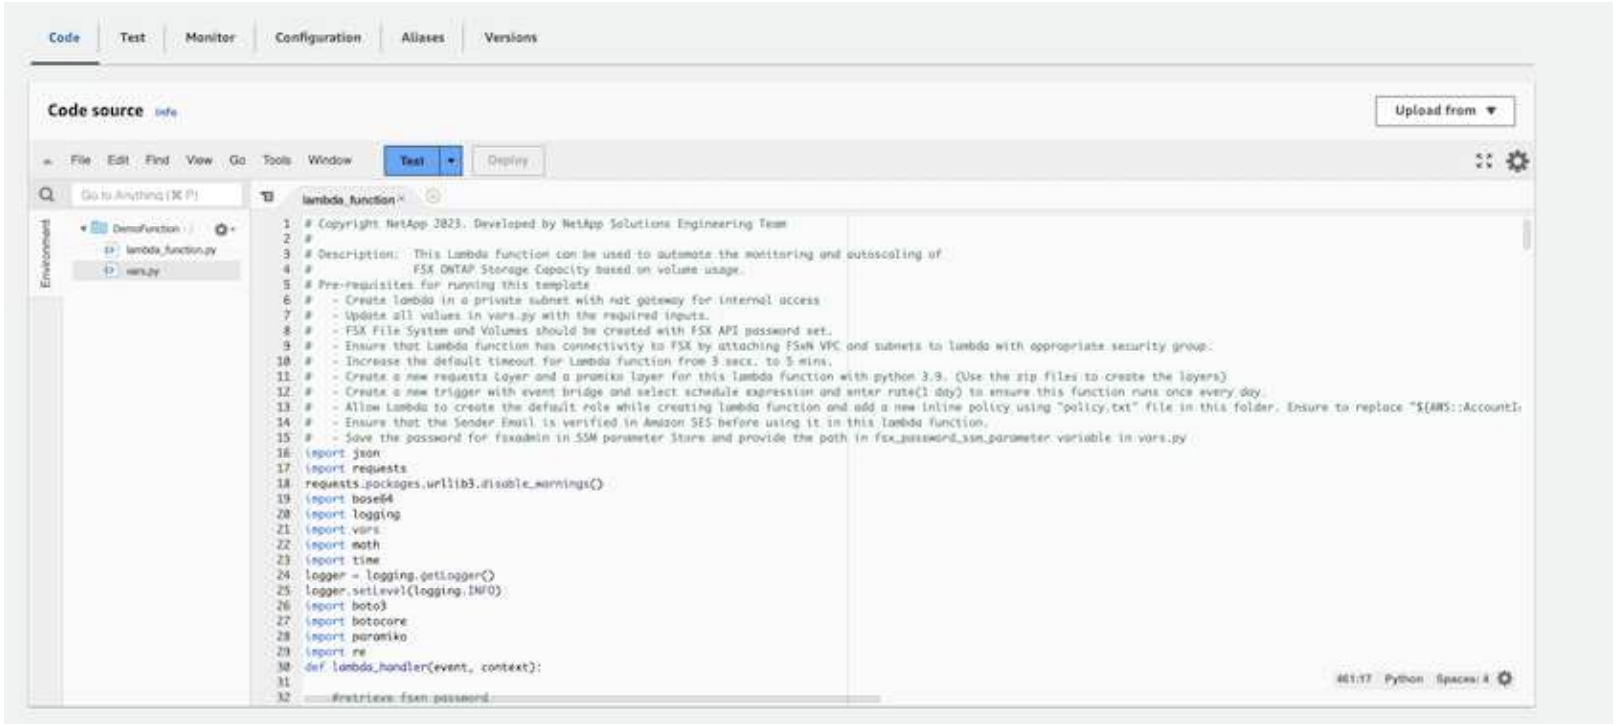 Code Test Monitor Configuration Aliases Versions
Code source Info
Upload from ▼
File Edit Find View Go Tools Window Test Deploy
Go to Anything (⌘ P)
lambda_function ×
Environment
DemoFunction - /
lambda_function.py
vars.py
1 # Copyright NetApp 2023. Developed by NetApp Solutions Engineering Team
2 #
3 # Description: This Lambda function can be used to automate the monitoring and autoscaling of
4 # FSX ONTAP Storage Capacity based on volume usage.
5 # Pre-requisites for running this template
6 # - Create lambda in a private subnet with nat gateway for internal access
7 # - Update all values in vars.py with the required inputs.
8 # - FSX File System and Volumes should be created with FSX API password set.
9 # - Ensure that Lambda function has connectivity to FSX by attaching FSxN VPC and subnets to lambda with appropriate security group.
10 # - Increase the default timeout for Lambda function from 3 secs. to 5 mins.
11 # - Create a new requests Layer and a pramiko layer for this lambda function with python 3.9. (Use the zip files to create the layers)
12 # - Create a new trigger with event bridge and select schedule expression and enter rate(1 day) to ensure this function runs once every day.
13 # - Allow Lambda to create the default role while creating lambda function and add a new inline policy using "policy.txt" file in this folder. Ensure to replace "${AWS::AccountI
14 # - Ensure that the Sender Email is verified in Amazon SES before using it in this lambda function.
15 # - Save the password for fsxadmin in SSM parameter Store and provide the path in fsx_password_ssm_parameter variable in vars.py
16 import json
17 import requests
18 requests.packages.urllib3.disable_warnings()
19 import base64
20 import logging
21 import vars
22 import math
23 import time
24 logger = logging.getLogger()
25 logger.setLevel(logging.INFO)
26 import boto3
27 import botocore
28 import paramiko
29 import re
30 def lambda_handler(event, context):
31
32 #retrieve fsxn password
461:17 Python Spaces: 4